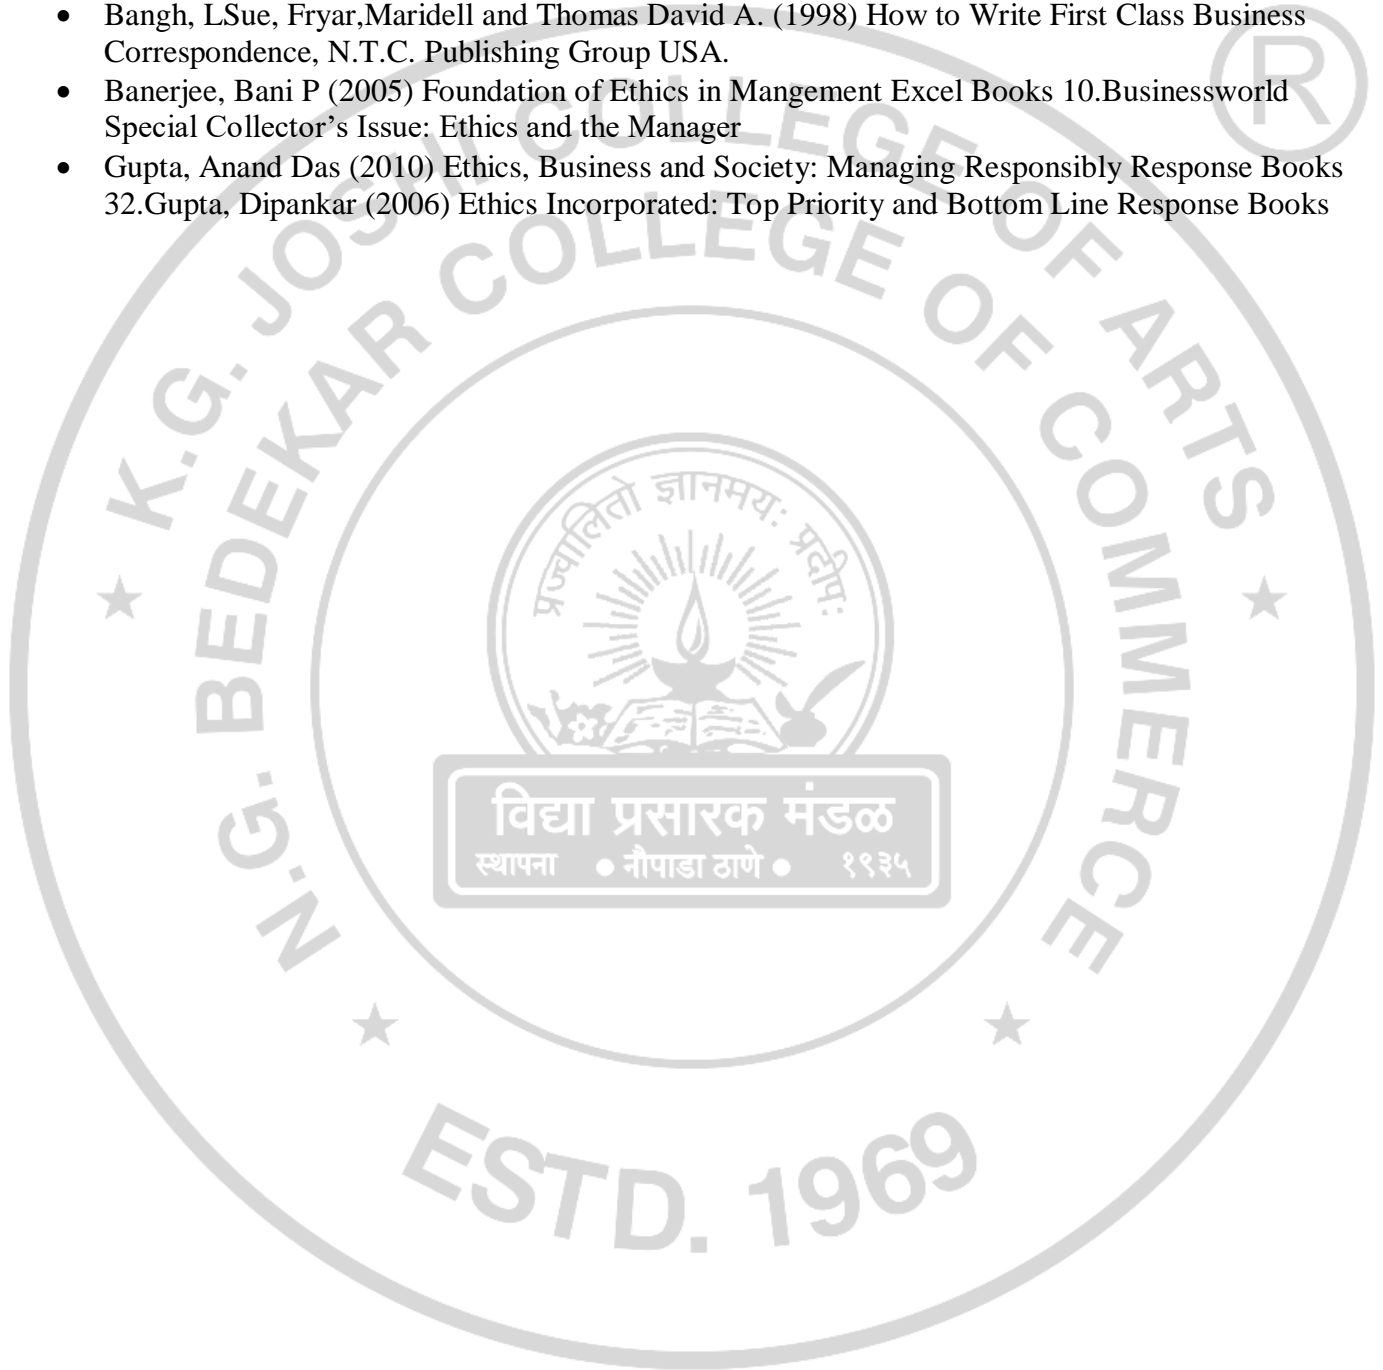 • Bangh, LSue, Fryar,Maridell and Thomas David A. (1998) How to Write First Class Business
Correspondence, N.T.C. Publishing Group USA.
• Banerjee, Bani P (2005) Foundation of Ethics in Mangement Excel Books 10.Businessworld
Special Collector’s Issue: Ethics and the Manager
• Gupta, Anand Das (2010) Ethics, Business and Society: Managing Responsibly Response Books
32.Gupta, Dipankar (2006) Ethics Incorporated: Top Priority and Bottom Line Response Books
®
K.G. JOSHI COLLEGE OF ARTS
N.G. BEDEKAR COLLEGE OF COMMERCE
प्रज्वालितो ज्ञानमयः प्रदीपः
विद्या प्रसारक मंडळ
स्थापना • नौपाडा ठाणे • १९३५
ESTD. 1969